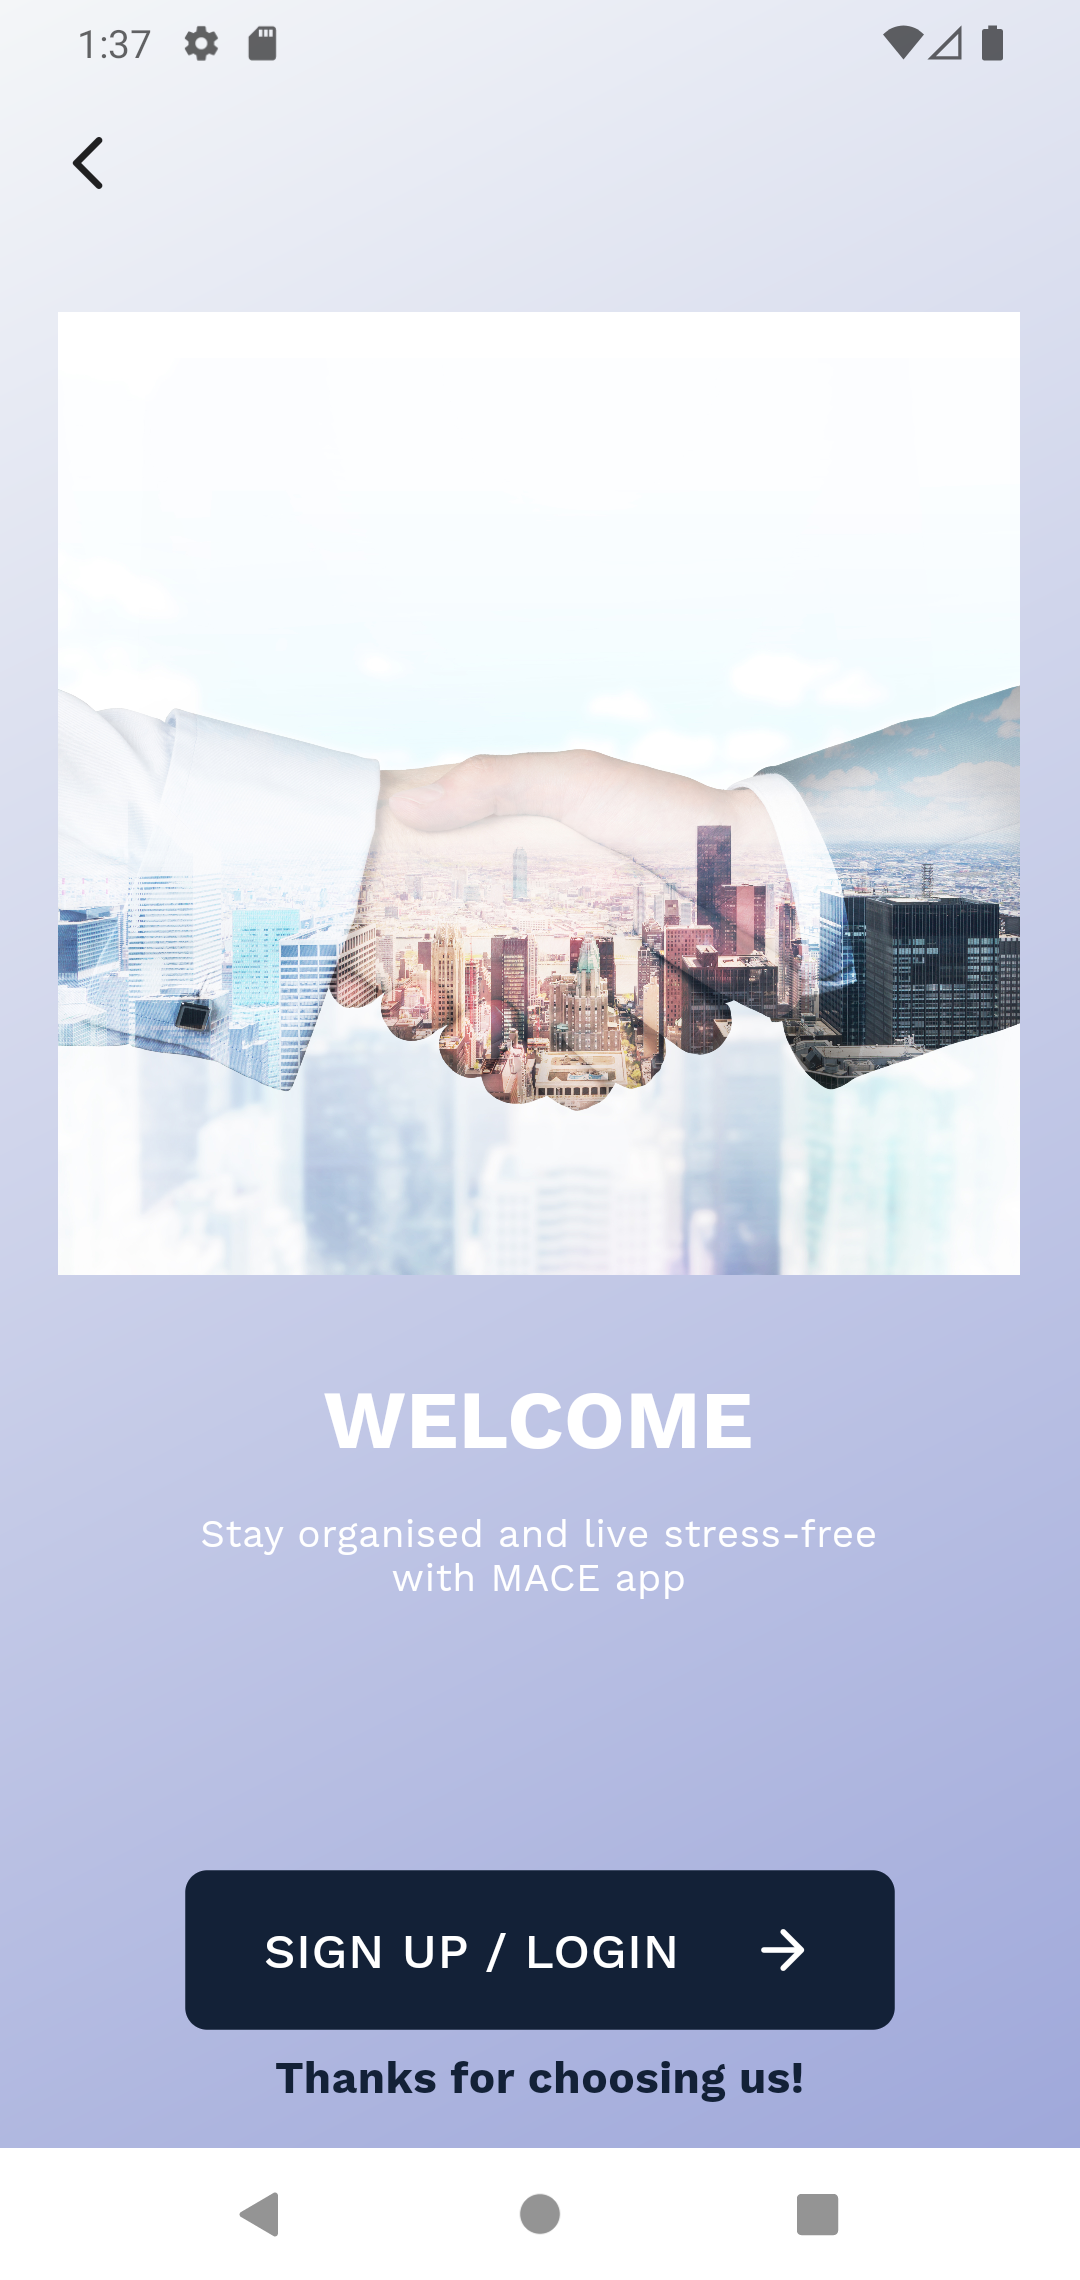 1:37
WELCOME
Stay organised and live stress-free
with MACE app
SIGN UP / LOGIN
Thanks for choosing us!